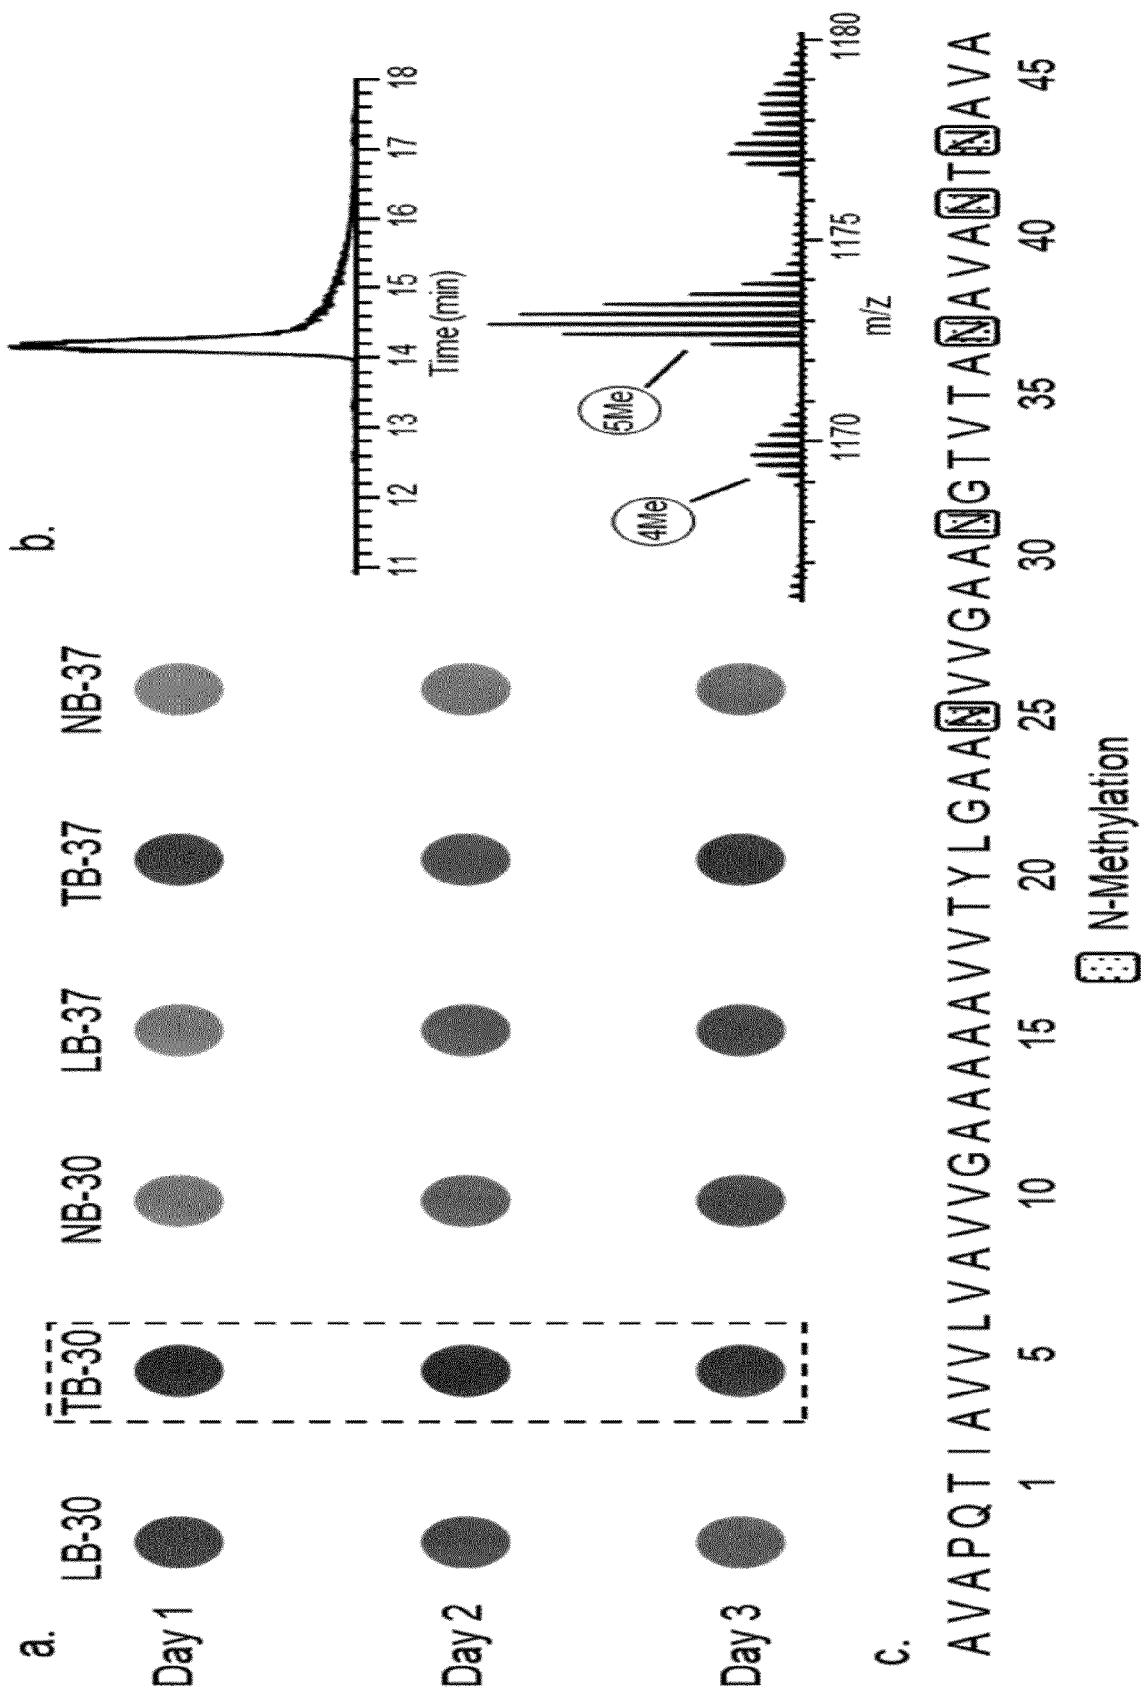 a.
LB-30 TB-30 NB-30 LB-37 TB-37 NB-37
Day 1
Day 2
Day 3
b.
11 12 13 14 15 16 17 18
Time (min)
4Me
5Me
1170 1175 1180
m/z
c.
A V A P Q T I A V V L V A V V G A A A A A V V T Y L G A A N V V G A A N G T V T A N A V A N T N A V A
1 5 10 15 20 25 30 35 40 45
N-Methylation